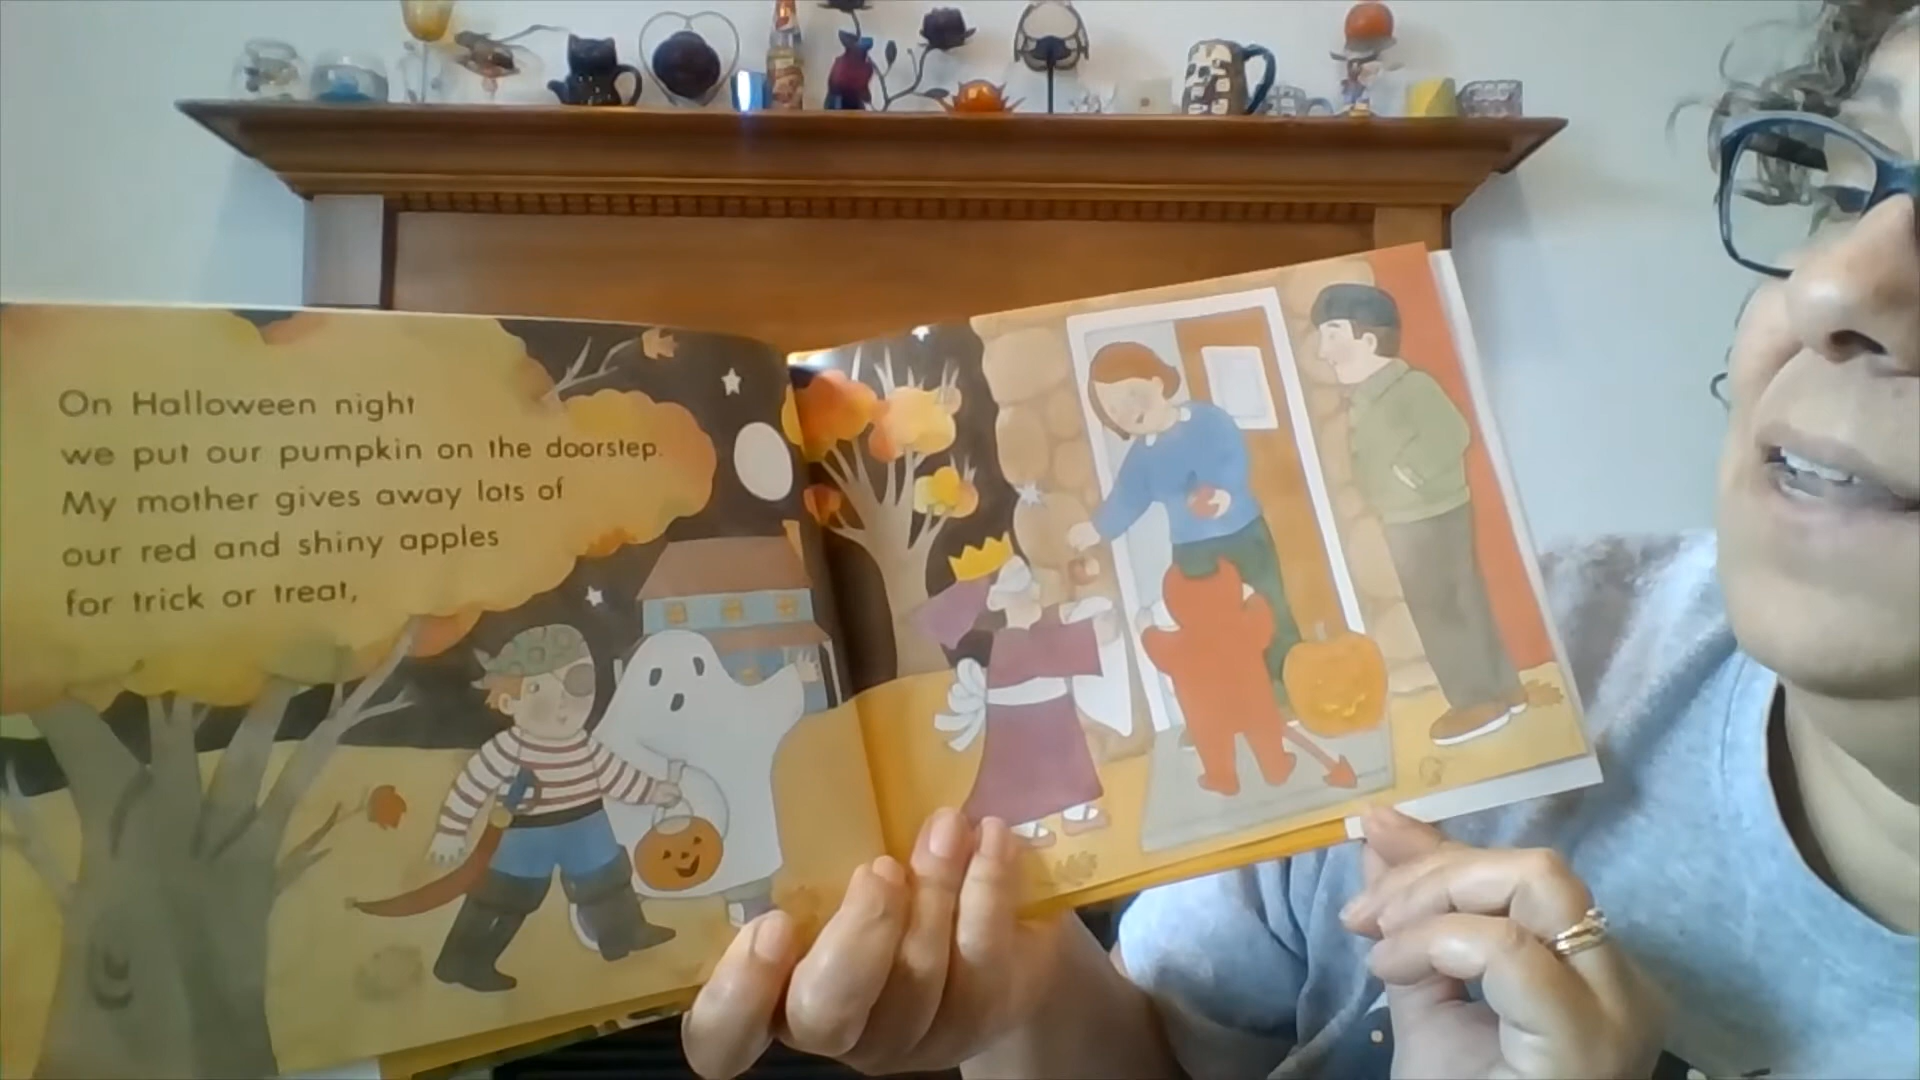 On Halloween night
we put our pumpkin on the doorstep.
My mother gives away lots of
our red and shiny apples
for trick or treat,